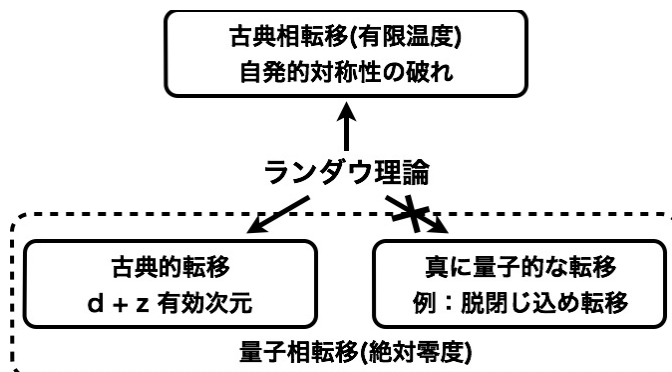 古典相転移(有限温度)
自発的対称性の破れ
ランダウ理論
古典的転移
d + z 有効次元
真に量子的な転移
例：脱閉じ込め転移
量子相転移(絶対零度)